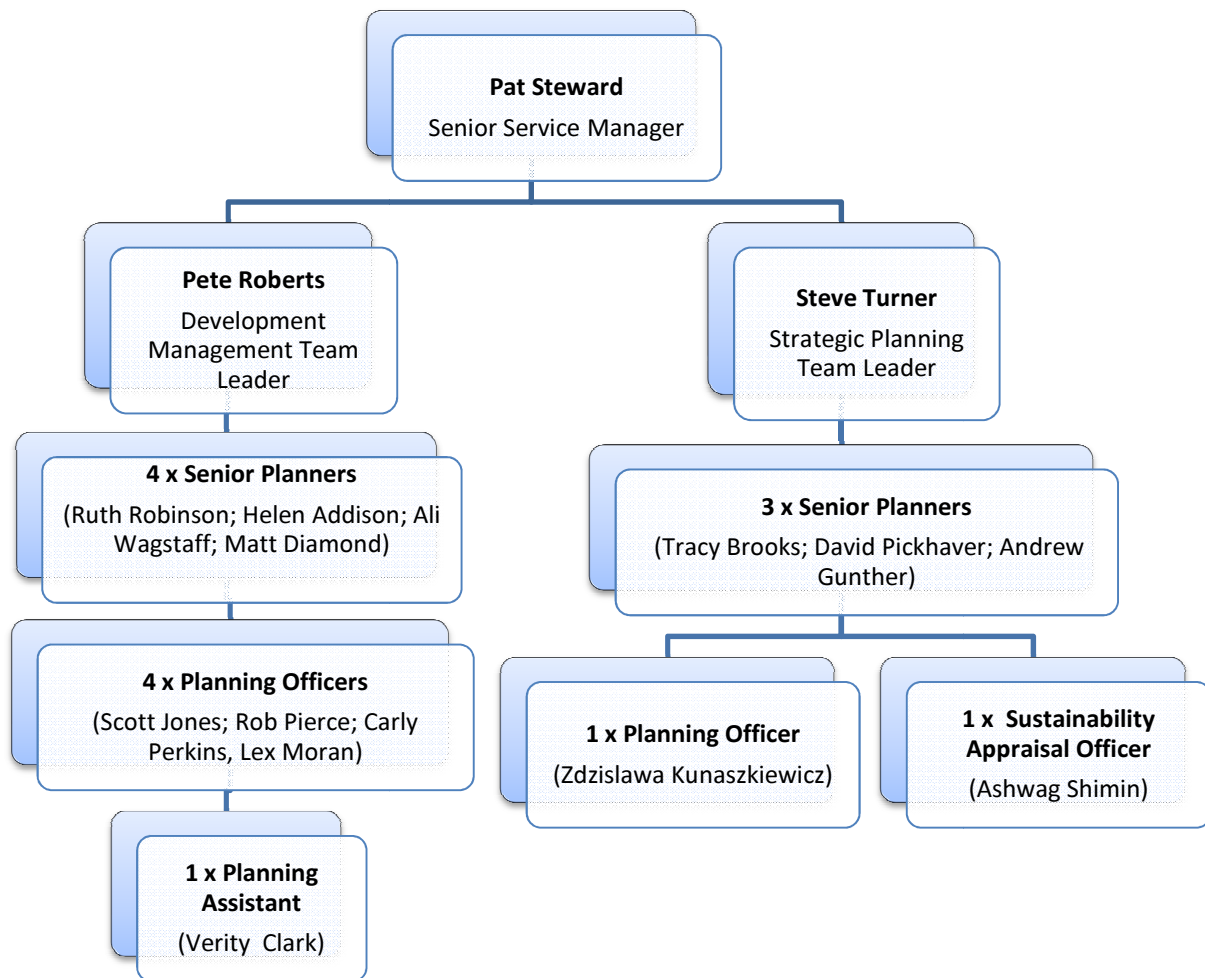 Pat Steward
Senior Service Manager
Pete Roberts
Development
Management Team
Leader
Steve Turner
Strategic Planning
Team Leader
4 x Senior Planners
(Ruth Robinson; Helen Addison; Ali
Wagstaff; Matt Diamond)
3 x Senior Planners
(Tracy Brooks; David Pickhaver; Andrew
Gunther)
4 x Planning Officers
(Scott Jones; Rob Pierce; Carly
Perkins, Lex Moran)
1 x Planning Officer
(Zdzislawa Kunaszkiewicz)
1 x  Sustainability
Appraisal Officer
(Ashwag Shimin)
1 x Planning
Assistant
(Verity  Clark)